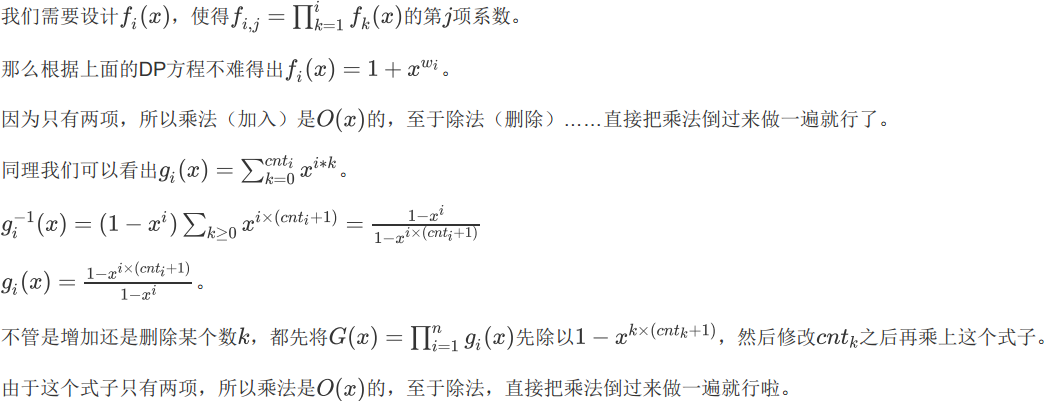 我们需要设计$f_i(x)$，使得$f_{i,j}=\prod_{k=1}^{i}f_k(x)$的第$j$项系数。
那么根据上面的DP方程不难得出$f_i(x)=1+x^{w_i}$。
因为只有两项，所以乘法（加入）是$O(x)$的，至于除法（删除）……直接把乘法倒过来做一遍就行了。
同理我们可以看出$g_i(x)=\sum_{k=0}^{cnt_i}x^{i*k}$。
$g_i^{-1}(x)=(1-x^i)\sum_{k\geq 0}x^{i\times(cnt_i+1)}=\frac{1-x^i}{1-x^{i\times(cnt_i+1)}}$
$g_i(x)=\frac{1-x^{i\times(cnt_i+1)}}{1-x^i}$。
不管是增加还是删除某个数$k$，都先将$G(x)=\prod_{i=1}^{n}g_i(x)$先除以$1-x^{k\times(cnt_k+1)}$，然后修改$cnt_k$之后再乘上这个式子。
由于这个式子只有两项，所以乘法是$O(x)$的，至于除法，直接把乘法倒过来做一遍就行啦。